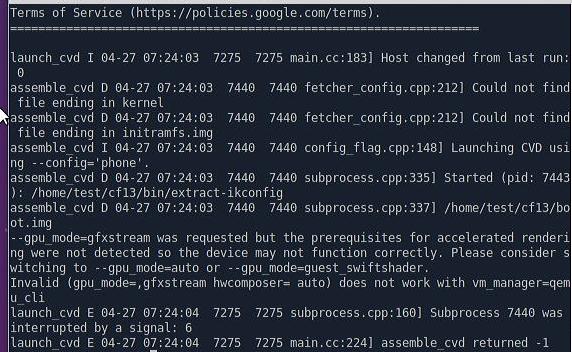 Terms of Service (https://policies.google.com/terms).
===================================================================
launch_cvd I 04-27 07:24:03  7275  7275 main.cc:183] Host changed from last run:
 0
assemble_cvd D 04-27 07:24:03  7440  7440 fetcher_config.cpp:212] Could not find
 file ending in kernel
assemble_cvd D 04-27 07:24:03  7440  7440 fetcher_config.cpp:212] Could not find
 file ending in initramfs.img
assemble_cvd I 04-27 07:24:03  7440  7440 config_flag.cpp:148] Launching CVD usi
ng --config='phone'.
assemble_cvd D 04-27 07:24:03  7440  7440 subprocess.cpp:335] Started (pid: 7443
): /home/test/cf13/bin/extract-ikconfig
assemble_cvd D 04-27 07:24:03  7440  7440 subprocess.cpp:337] /home/test/cf13/bo
ot.img
--gpu_mode=gfxstream was requested but the prerequisites for accelerated renderi
ng were not detected so the device may not function correctly. Please consider s
witching to --gpu_mode=auto or --gpu_mode=guest_swiftshader.
Invalid (gpu_mode=,gfxstream hwcomposer= auto) does not work with vm_manager=qem
u_cli
launch_cvd E 04-27 07:24:04  7275  7275 subprocess.cpp:160] Subprocess 7440 was
interrupted by a signal: 6
launch_cvd E 04-27 07:24:04  7275  7275 main.cc:224] assemble_cvd returned -1